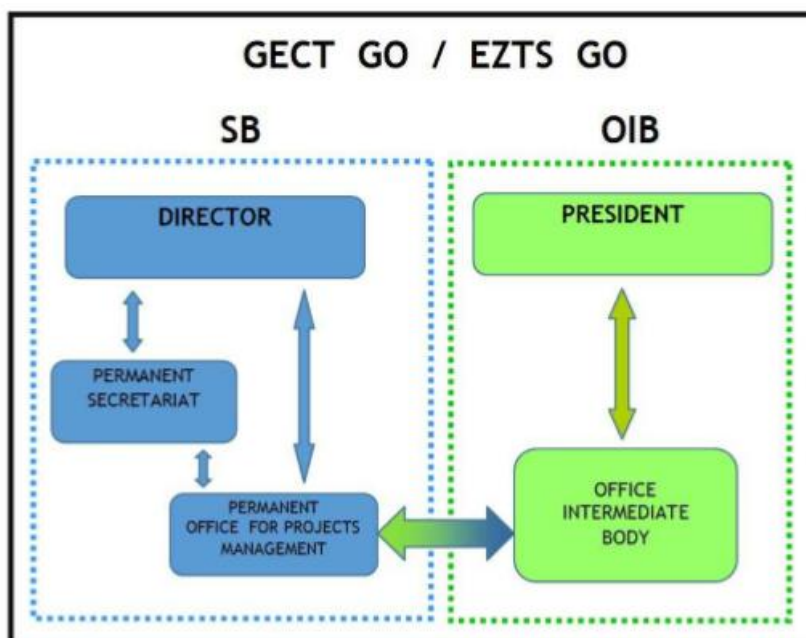 GECT GO / EZTS GO
SB
OIB
DIRECTOR
PRESIDENT
PERMANENT
SECRETARIAT
PERMANENT
OFFICE FOR PROJECTS
MANAGEMENT
OFFICE
INTERMEDIATE
BODY